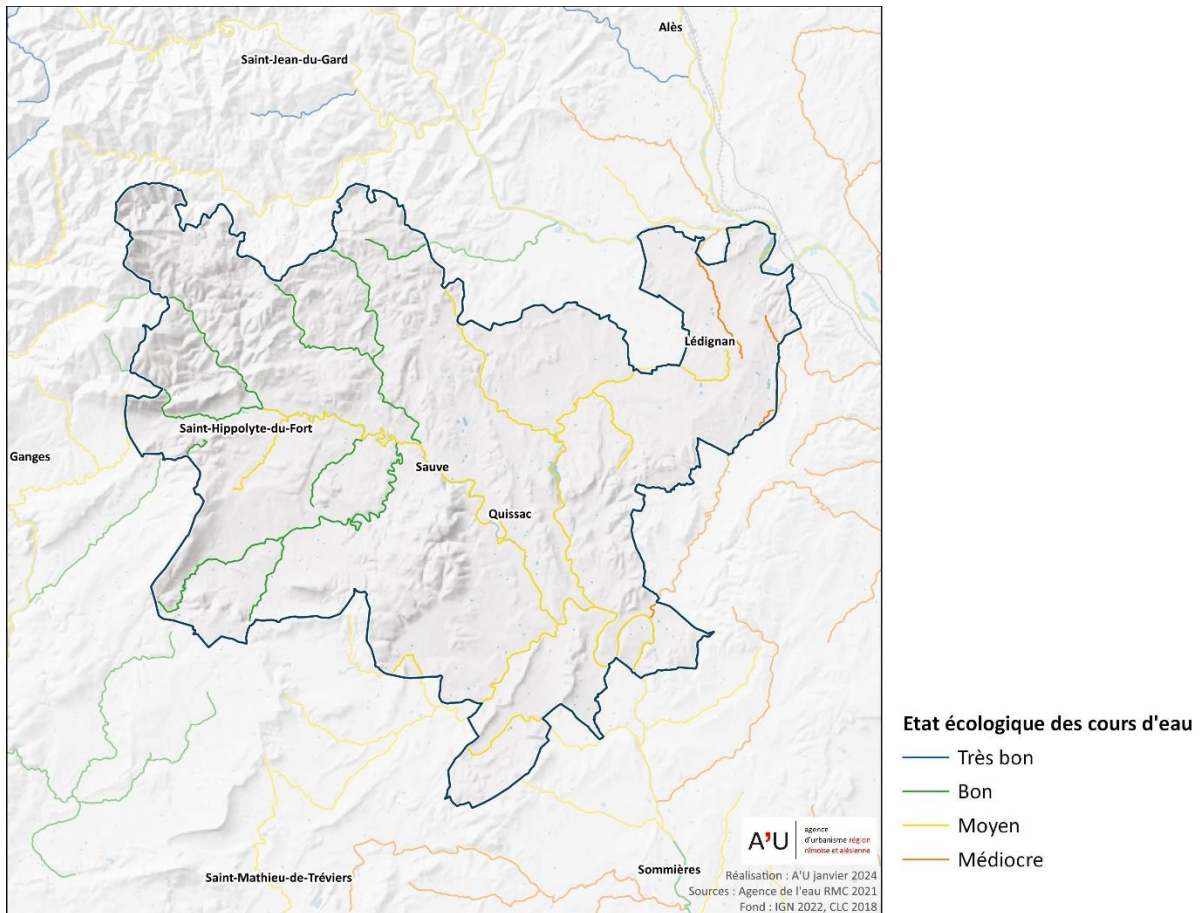 Alès
Saint-Jean-du-Gard
Lédignan
Saint-Hippolyte-du-Fort
Ganges
Sauve
Quissac
Etat écologique des cours d'eau
Très bon
Bon
Moyen
Médiocre
A'U
agence
d'urbanisme région
nîmoise et alésienne
Réalisation : A'U janvier 2024
Saint-Mathieu-de-Tréviers
Sommières
Sources : Agence de l'eau RMC 2021
Fond : IGN 2022, CLC 2018